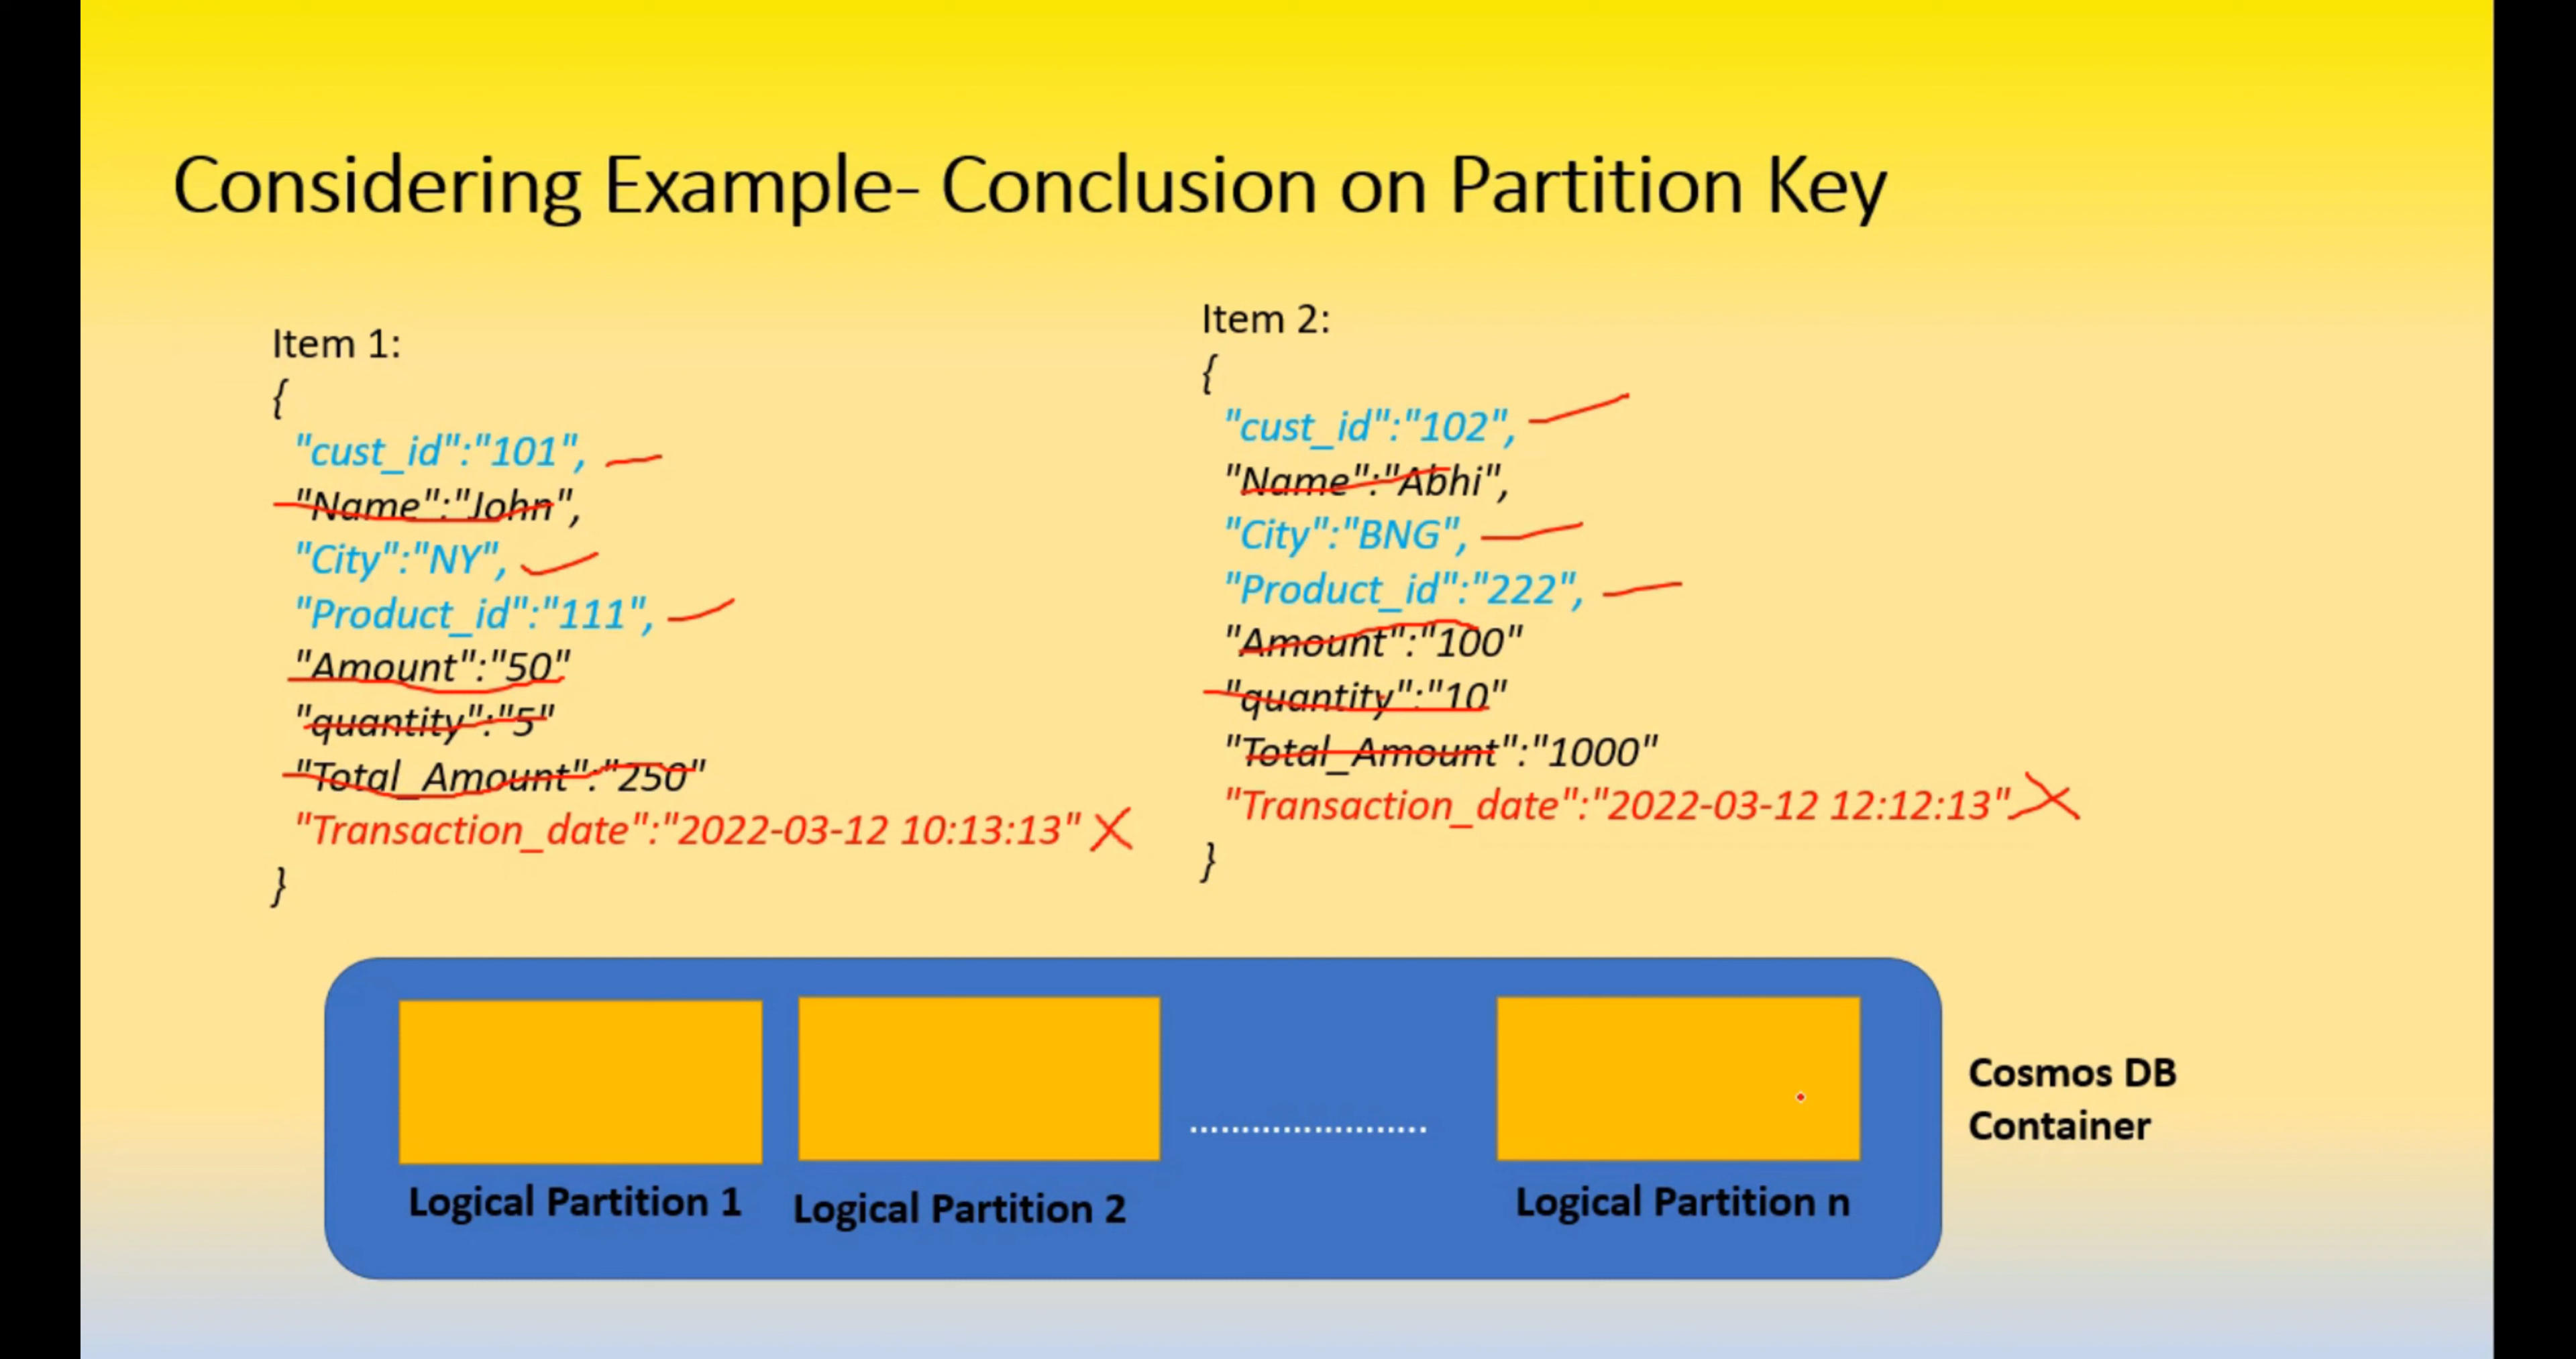 Considering Example- Conclusion on Partition Key
Item 1:
{
"cust_id":"101",
"Name":"John",
"City":"NY",
"Product_id":"111",
"Amount":"50"
"quantity":"5"
"Total_Amount":"250"
"Transaction_date":"2022-03-12 10:13:13"
}
Item 2:
{
"cust_id":"102",
"Name":"Abhi",
"City":"BNG",
"Product_id":"222",
"Amount":"100"
"quantity":"10"
"Total_Amount":"1000"
"Transaction_date":"2022-03-12 12:12:13"
}
Logical Partition 1
Logical Partition 2
.......................
Logical Partition n
Cosmos DB
Container